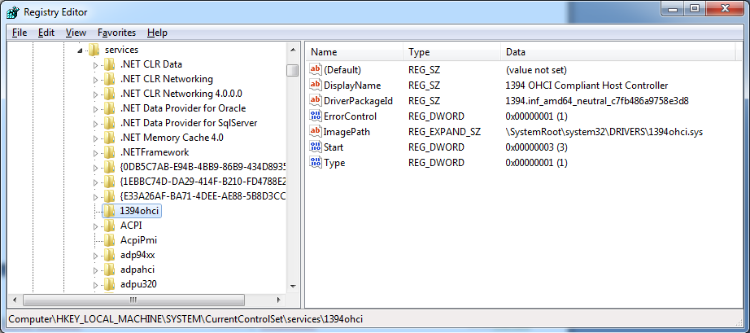 Registry Editor
File Edit View Favorites Help
services
.NET CLR Data
.NET CLR Networking
.NET CLR Networking 4.0.0.0
.NET Data Provider for Oracle
.NET Data Provider for SqlServer
.NET Memory Cache 4.0
.NETFramework
{0DB5C7AB-E94B-4BB9-86B9-434D8935
{1EBBC74D-DA29-414F-B210-FD4788E2
{E33A26AF-BA71-4DEE-AE88-5B8D3CC
1394ohci
ACPI
AcpiPmi
adp94xx
adpahci
adpu320
Name Type Data
(Default) REG_SZ (value not set)
DisplayName REG_SZ 1394 OHCI Compliant Host Controller
DriverPackageId REG_SZ 1394.inf_amd64_neutral_c7fb486a9758e3d8
ErrorControl REG_DWORD 0x00000001 (1)
ImagePath REG_EXPAND_SZ \SystemRoot\system32\DRIVERS\1394ohci.sys
Start REG_DWORD 0x00000003 (3)
Type REG_DWORD 0x00000001 (1)
Computer\HKEY_LOCAL_MACHINE\SYSTEM\CurrentControlSet\services\1394ohci